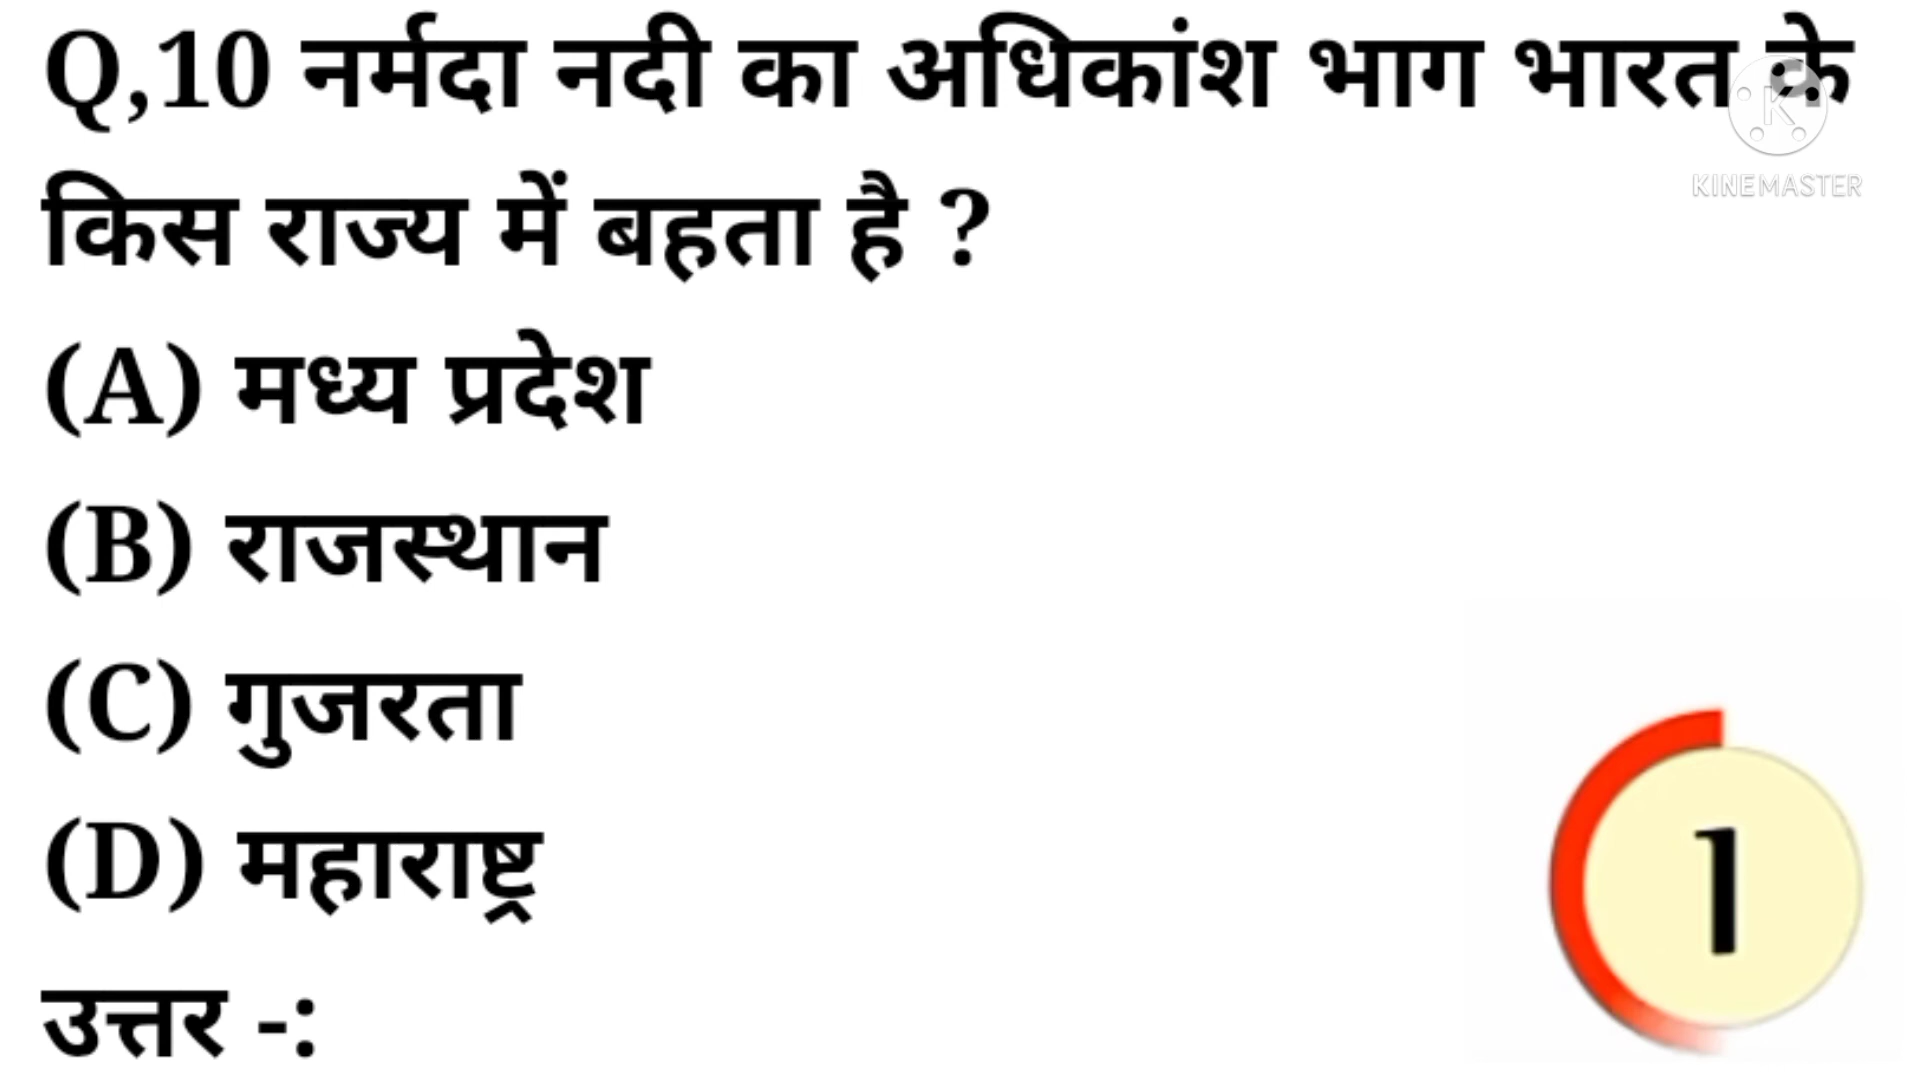 Q,10 नर्मदा नदी का अधिकांश भाग भारत के
KINEMASTER
किस राज्य में बहता है ?
(A) मध्य प्रदेश
(B) राजस्थान
(C) गुजरता
(D) महाराष्ट्र
1
उत्तर -: